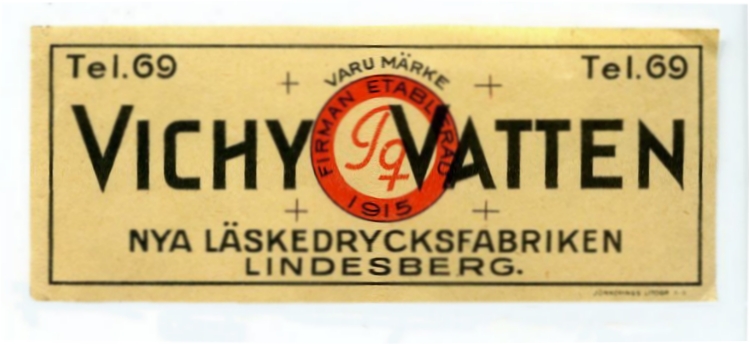 Tel.69
VARU MÄRKE
Tel.69
FIRMAN ETABLERAD
VICHY VATTEN
1915
NYA LÄSKEDRYCKSFABRIKEN
LINDESBERG.